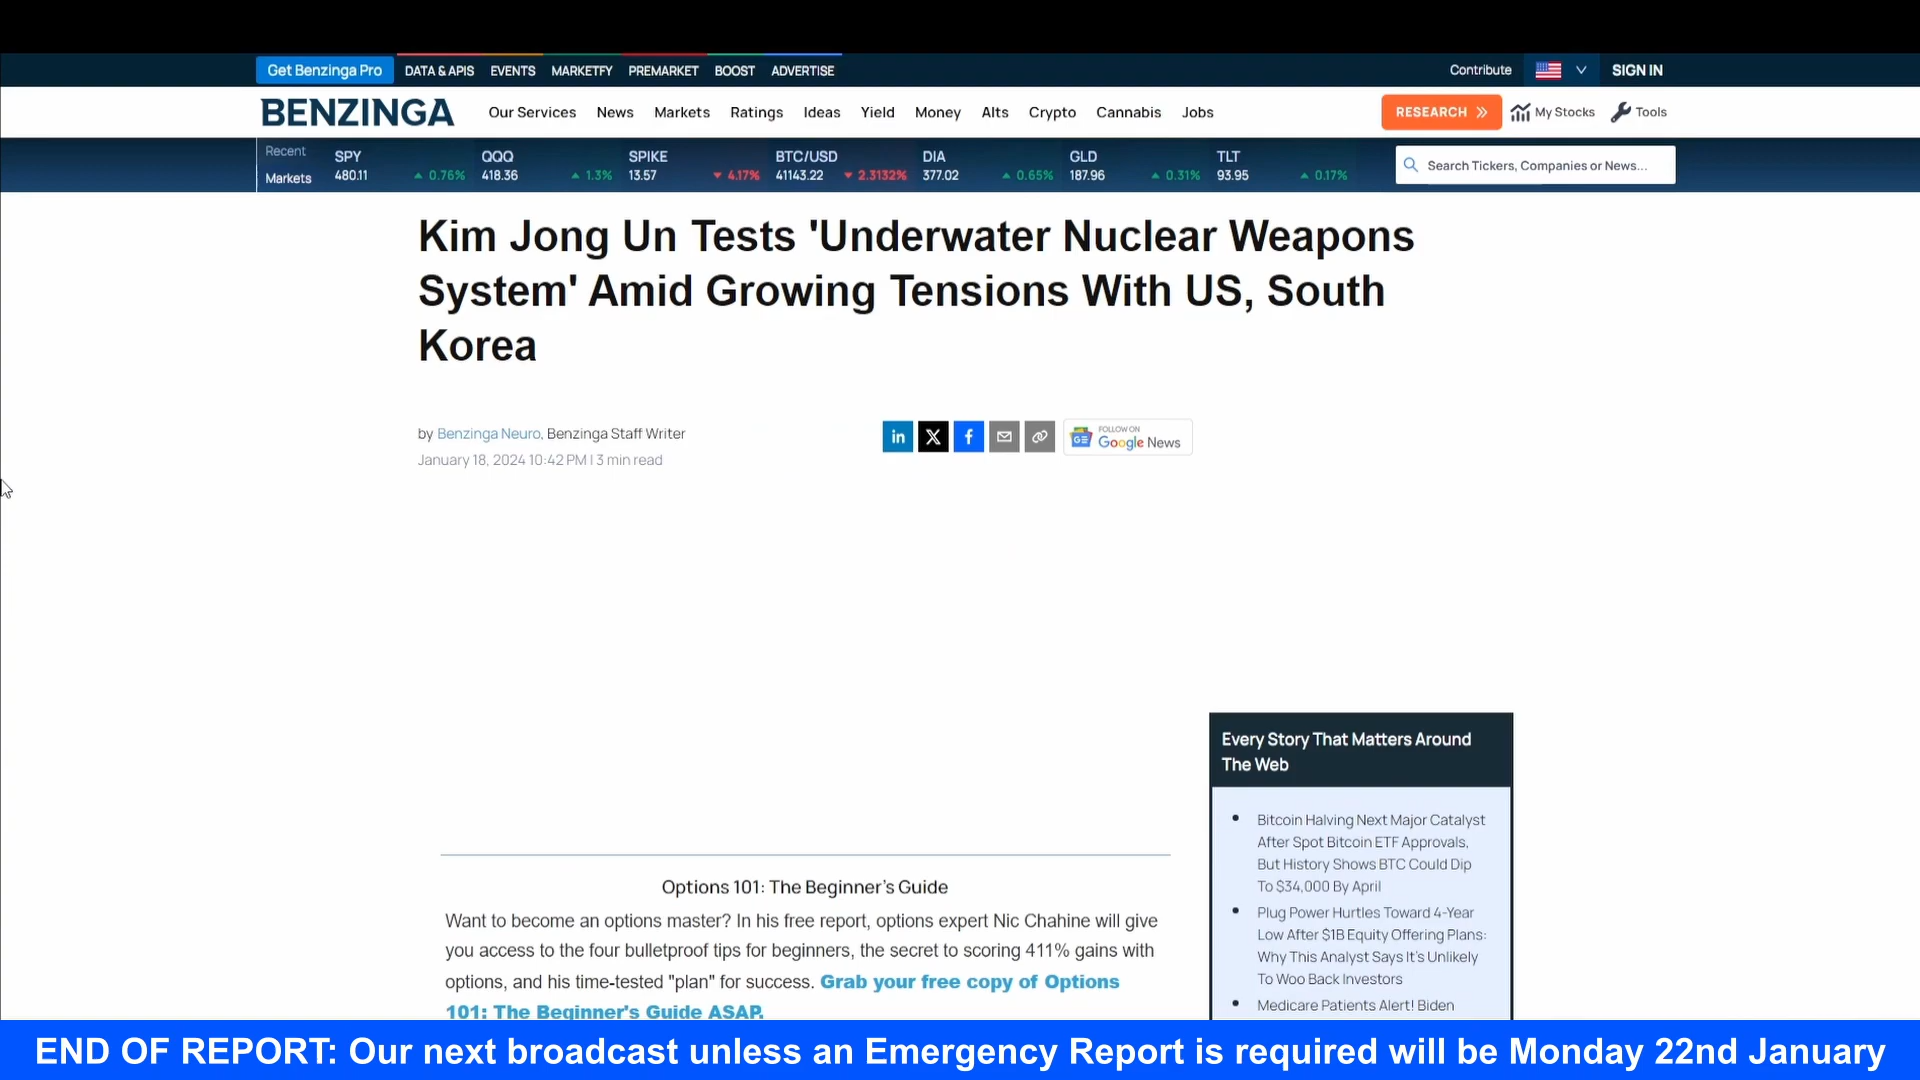 Get Benzinga Pro DATA & APIS EVENTS MARKETFY PREMARKET BOOST ADVERTISE Contribute SIGN IN
BENZINGA Our Services News Markets Ratings Ideas Yield Money Alts Crypto Cannabis Jobs RESEARCH My Stocks Tools
Recent SPY QQQ SPIKE BTC/USD DIA GLD TLT
Markets 480.11 ▲ 0.76% 418.36 ▲ 1.3% 13.57 ▼ 4.17% 41143.22 ▼ 2.3132% 377.02 ▲ 0.65% 187.96 ▲ 0.31% 93.95 ▲ 0.17%
Search Tickers, Companies or News...
Kim Jong Un Tests 'Underwater Nuclear Weapons
System' Amid Growing Tensions With US, South
Korea
by Benzinga Neuro, Benzinga Staff Writer
January 18, 2024 10:42 PM | 3 min read
in X f FOLLOW ON
GE Google News
Options 101: The Beginner's Guide
Want to become an options master? In his free report, options expert Nic Chahine will give
you access to the four bulletproof tips for beginners, the secret to scoring 411% gains with
options, and his time-tested "plan" for success. Grab your free copy of Options
101: The Beginner's Guide ASAP.
Every Story That Matters Around
The Web
• Bitcoin Halving Next Major Catalyst
After Spot Bitcoin ETF Approvals,
But History Shows BTC Could Dip
To $34,000 By April
• Plug Power Hurtles Toward 4-Year
Low After $1B Equity Offering Plans:
Why This Analyst Says It's Unlikely
To Woo Back Investors
• Medicare Patients Alert! Biden
END OF REPORT: Our next broadcast unless an Emergency Report is required will be Monday 22nd January